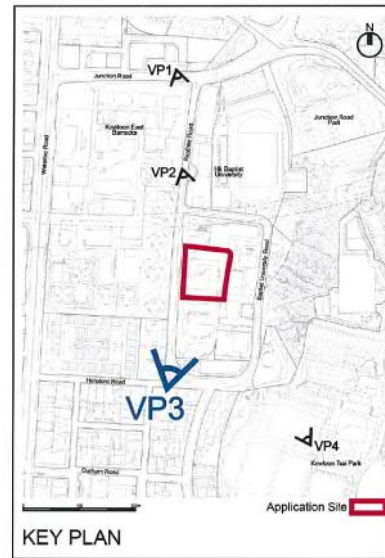 N
VP1
Junction Road
Waterloo Road
Kowloon East
Barracks
Renfrew Road
Junction Road
Park
VP2
Hk Baptist
University
Baptist University Road
Hereford Road
VP3
VP4
Kowloon Tsai Park
Durham Road
Application Site
KEY PLAN